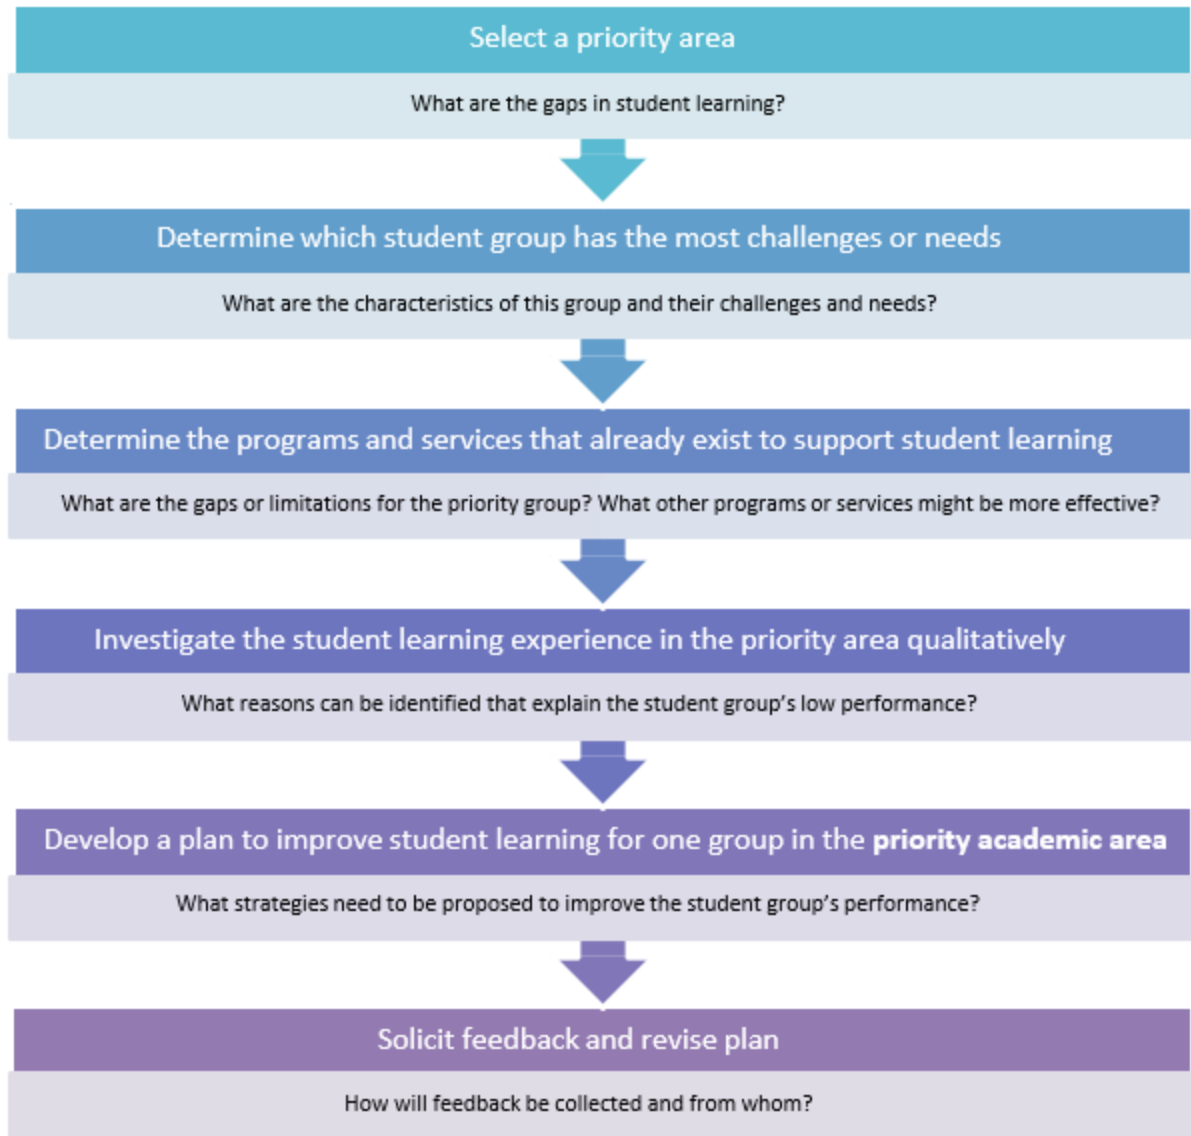 Select a priority area
What are the gaps in student learning?
Determine which student group has the most challenges or needs
What are the characteristics of this group and their challenges and needs?
Determine the programs and services that already exist to support student learning
What are the gaps or limitations for the priority group? What other programs or services might be more effective?
Investigate the student learning experience in the priority area qualitatively
What reasons can be identified that explain the student group's low performance?
Develop a plan to improve student learning for one group in the priority academic area
What strategies need to be proposed to improve the student group's performance?
Solicit feedback and revise plan
How will feedback be collected and from whom?